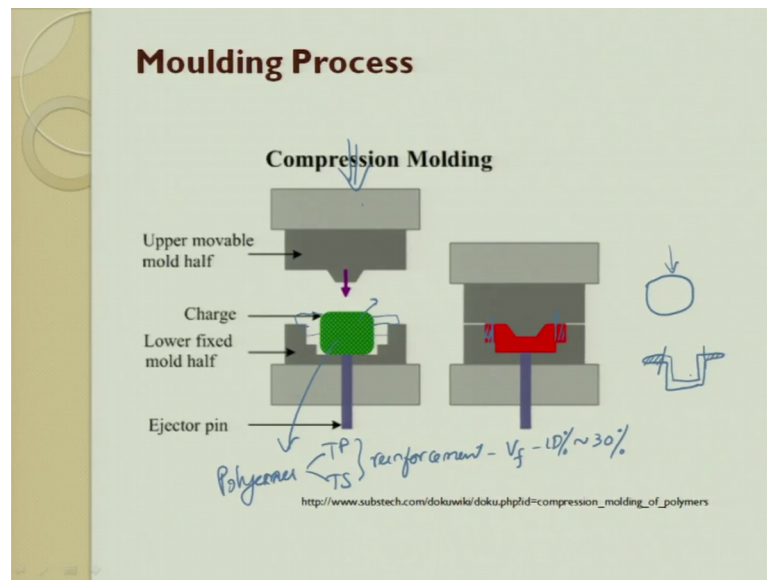 Moulding Process
Compression Molding
Upper movable
mold half
Charge
Lower fixed
mold half
Ejector pin
TP
reinforcement - Vf - 10% ~ 30%
TS
http://www.substech.com/dokuwiki/doku.php?id=compression_molding_of_polymers